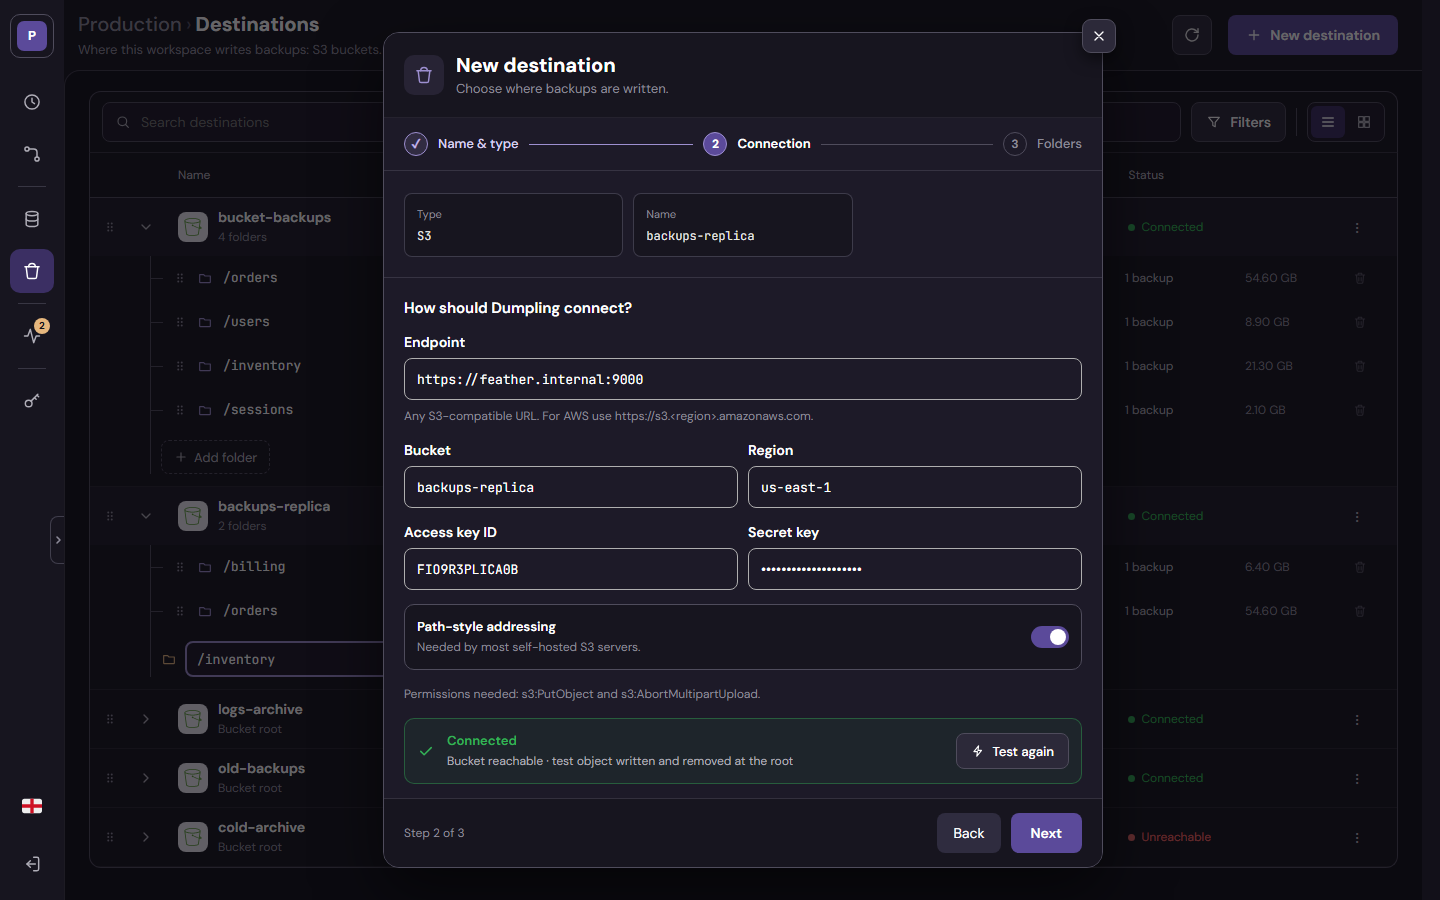 P
Production › Destinations
Where this workspace writes backups: S3 buckets.
New destination
Search destinations
Filters
Name
Status
bucket-backups
4 folders
Connected
/orders
1 backup
54.60 GB
/users
1 backup
8.90 GB
/inventory
1 backup
21.30 GB
/sessions
1 backup
2.10 GB
Add folder
backups-replica
2 folders
Connected
/billing
1 backup
6.40 GB
/orders
1 backup
54.60 GB
/inventory
logs-archive
Bucket root
Connected
old-backups
Bucket root
Connected
cold-archive
Bucket root
Unreachable
2
New destination
Choose where backups are written.
Name & type
2 Connection
3 Folders
Type
S3
Name
backups-replica
How should Dumpling connect?
Endpoint
https://feather.internal:9000
Any S3-compatible URL. For AWS use https://s3.<region>.amazonaws.com.
Bucket
backups-replica
Region
us-east-1
Access key ID
FIO9R3PLICA0B
Secret key
••••••••••••••••••••
Path-style addressing
Needed by most self-hosted S3 servers.
Permissions needed: s3:PutObject and s3:AbortMultipartUpload.
Connected
Bucket reachable · test object written and removed at the root
Test again
Step 2 of 3
Back
Next